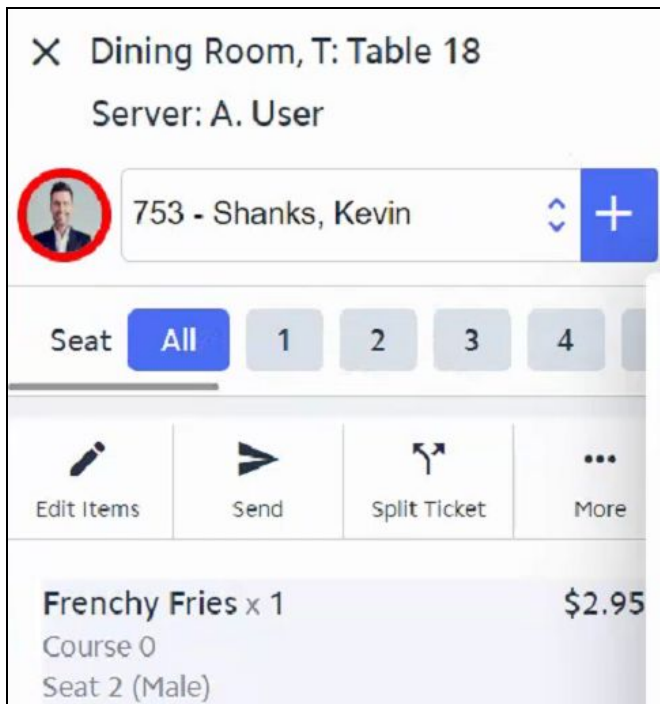 Dining Room, T: Table 18
Server: A. User
753 - Shanks, Kevin
Seat All 1 2 3 4
Edit Items Send Split Ticket More
Frenchy Fries x 1 $2.95
Course 0
Seat 2 (Male)